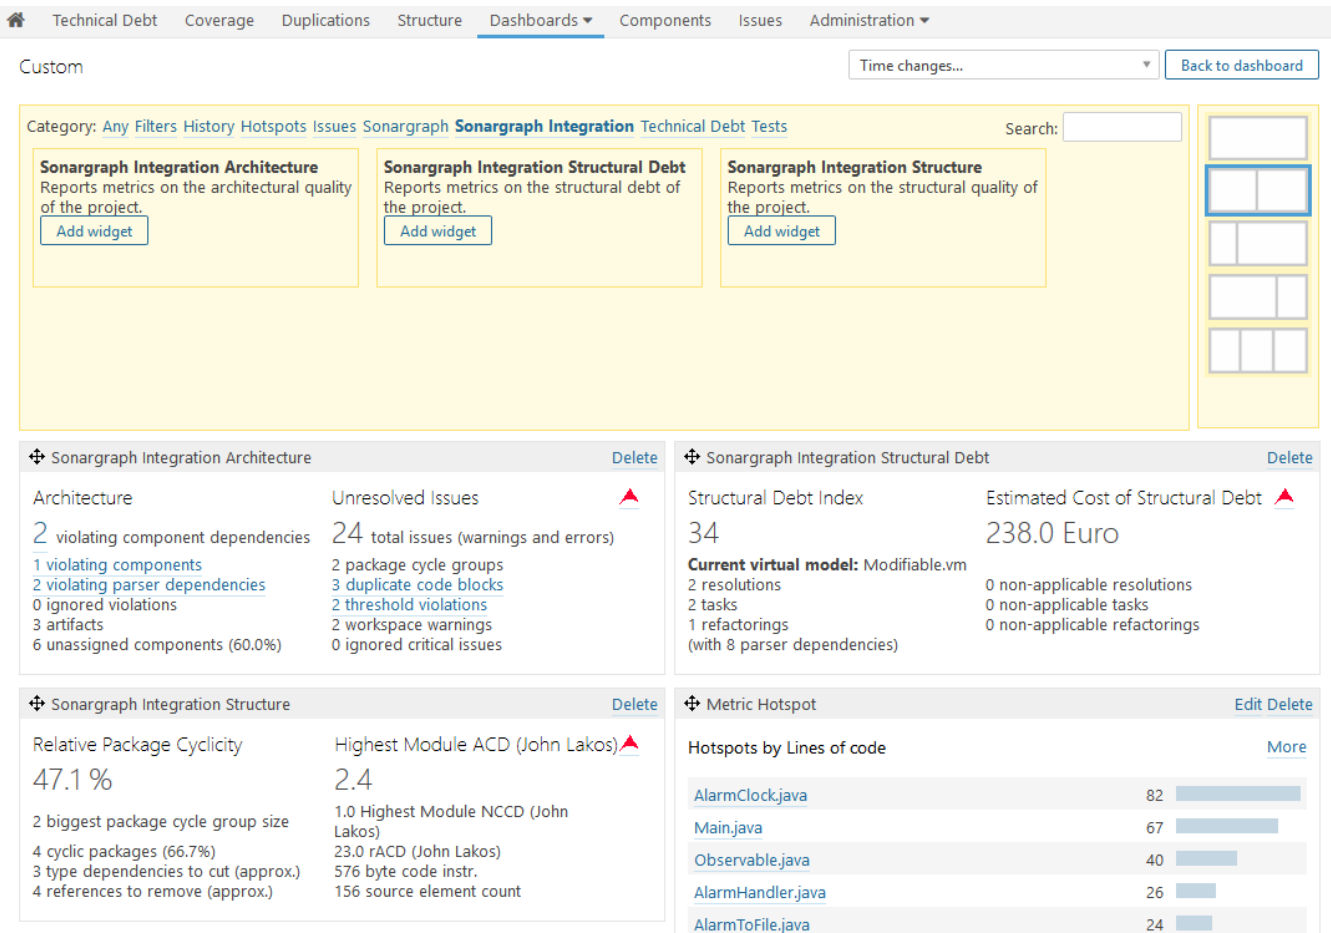 Technical Debt Coverage Duplications Structure Dashboards Components Issues Administration
Custom
Time changes...
Back to dashboard
Category: Any Filters History Hotspots Issues Sonargraph Sonargraph Integration Technical Debt Tests
Search:
Sonargraph Integration Architecture
Reports metrics on the architectural quality
of the project.
Add widget
Sonargraph Integration Structural Debt
Reports metrics on the structural debt of
the project.
Add widget
Sonargraph Integration Structure
Reports metrics on the structural quality of
the project.
Add widget
Sonargraph Integration Architecture Delete
Architecture
2 violating component dependencies
1 violating components
2 violating parser dependencies
0 ignored violations
3 artifacts
6 unassigned components (60.0%)
Unresolved Issues
24 total issues (warnings and errors)
2 package cycle groups
3 duplicate code blocks
2 threshold violations
2 workspace warnings
0 ignored critical issues
Sonargraph Integration Structural Debt Delete
Structural Debt Index
34
Current virtual model: Modifiable.vm
2 resolutions
2 tasks
1 refactorings
(with 8 parser dependencies)
Estimated Cost of Structural Debt
238.0 Euro
0 non-applicable resolutions
0 non-applicable tasks
0 non-applicable refactorings
Sonargraph Integration Structure Delete
Relative Package Cyclicity
47.1 %
2 biggest package cycle group size
4 cyclic packages (66.7%)
3 type dependencies to cut (approx.)
4 references to remove (approx.)
Highest Module ACD (John Lakos)
2.4
1.0 Highest Module NCCD (John
Lakos)
23.0 rACD (John Lakos)
576 byte code instr.
156 source element count
Metric Hotspot Edit Delete
Hotspots by Lines of code More
AlarmClock.java 82
Main.java 67
Observable.java 40
AlarmHandler.java 26
AlarmToFile.java 24